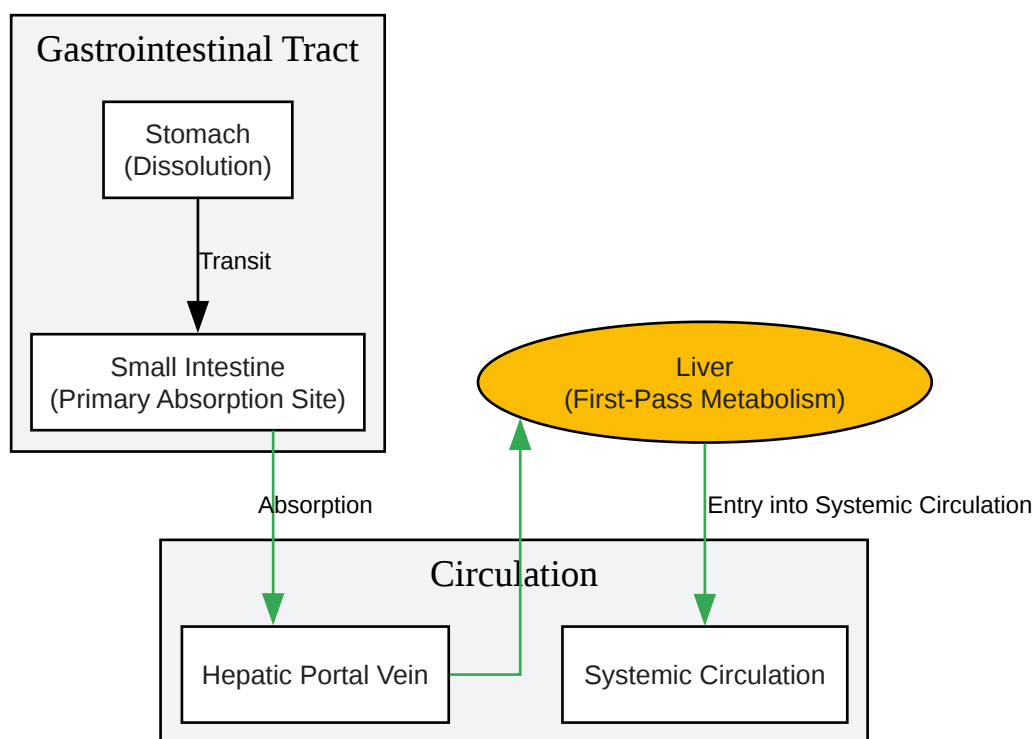 Gastrointestinal Tract
Stomach
(Dissolution)
Transit
Small Intestine
(Primary Absorption Site)
Liver
(First-Pass Metabolism)
Absorption
Entry into Systemic Circulation
Circulation
Hepatic Portal Vein
Systemic Circulation